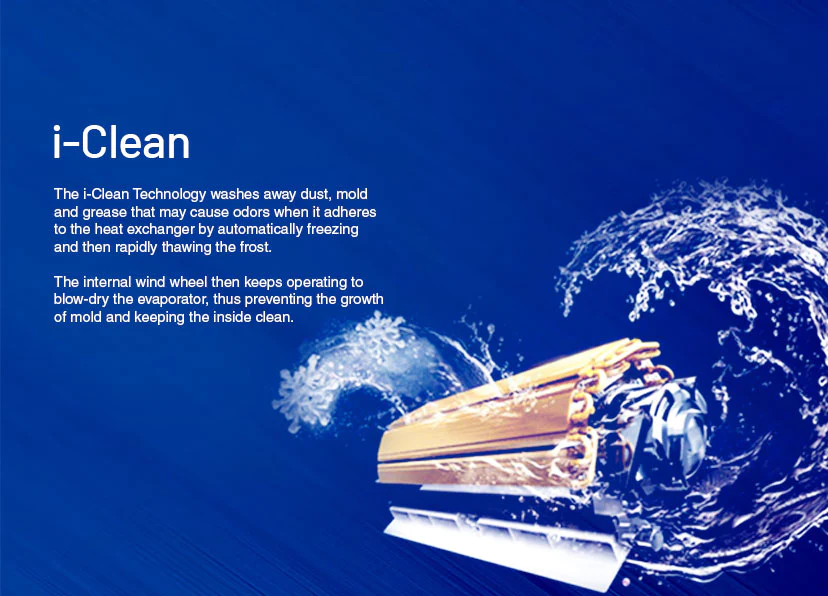 i-Clean
The i-Clean Technology washes away dust, mold
and grease that may cause odors when it adheres
to the heat exchanger by automatically freezing
and then rapidly thawing the frost.
The internal wind wheel then keeps operating to
blow-dry the evaporator, thus preventing the growth
of mold and keeping the inside clean.